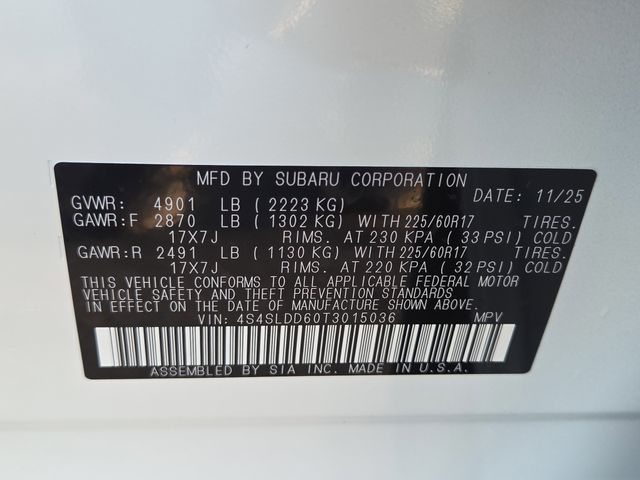 MFD BY SUBARU CORPORATION
GVWR: 4901 LB ( 2223 KG) DATE: 11/25
GAWR:F 2870 LB ( 1302 KG) WITH 225/60R17 TIRES.
17X7J RIMS. AT 230 KPA ( 33 PSI) COLD
GAWR:R 2491 LB ( 1130 KG) WITH 225/60R17 TIRES.
17X7J RIMS. AT 220 KPA ( 32 PSI) COLD
THIS VEHICLE CONFORMS TO ALL APPLICABLE FEDERAL MOTOR
VEHICLE SAFETY AND THEFT PREVENTION STANDARDS
IN EFFECT ON THE DATE OF MANUFACTURE SHOWN ABOVE.
VIN: 4S4SLDD60T3015036 MPV
ASSEMBLED BY SIA INC. MADE IN U.S.A.